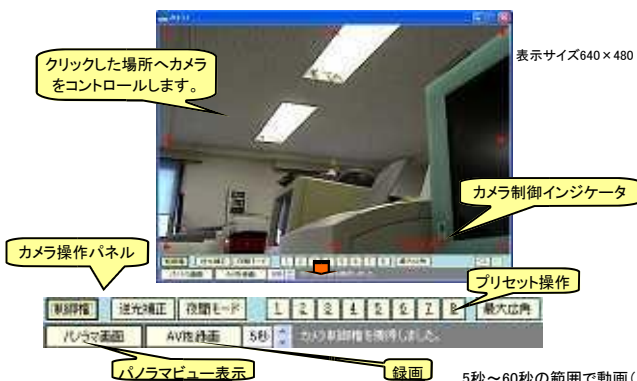 クリックした場所へカメラ
をコントロールします。
表示サイズ640×480
カメラ制御インジケータ
カメラ操作パネル
プリセット操作
制御権 逆光補正 夜間モード 1 2 3 4 5 6 7 8 最大広角
パノラマ画面 AVI録画 5秒 カメラ制御権を獲得しました。
パノラマビュー表示
録画
5秒～60秒の範囲で動画(